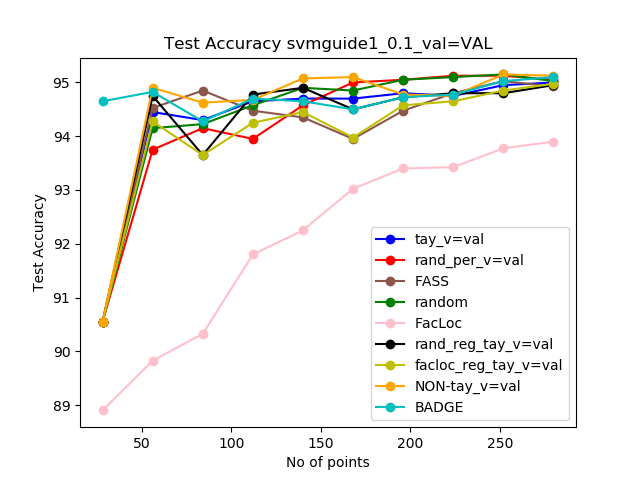 Test Accuracy svmguide1_0.1_val=VAL
95
94
93
92
91
90
89
Test Accuracy
50
100
150
200
250
No of points
tay_v=val
rand_per_v=val
FASS
random
FacLoc
rand_reg_tay_v=val
facloc_reg_tay_v=val
NON-tay_v=val
BADGE